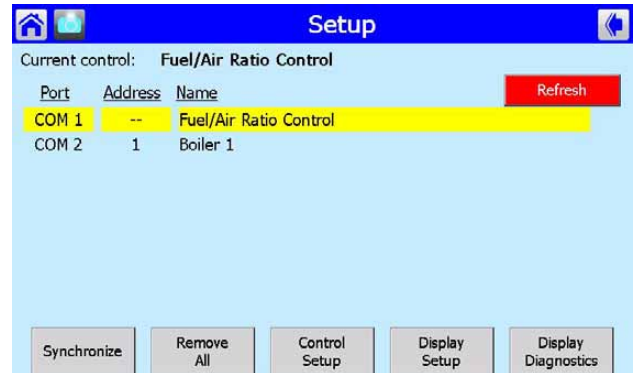 Setup
Current control: Fuel/Air Ratio Control
Port Address Name Refresh
COM 1 -- Fuel/Air Ratio Control
COM 2 1 Boiler 1
Synchronize Remove All Control Setup Display Setup Display Diagnostics